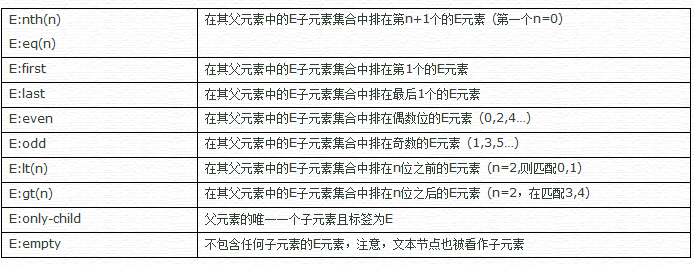 E:nth(n) 在其父元素中的E子元素集合中排在第n+1个的E元素（第一个n=0）
E:eq(n)
E:first 在其父元素中的E子元素集合中排在第1个的E元素
E:last 在其父元素中的E子元素集合中排在最后1个的E元素
E:even 在其父元素中的E子元素集合中排在偶数位的E元素（0,2,4…）
E:odd 在其父元素中的E子元素集合中排在奇数的E元素（1,3,5…）
E:lt(n) 在其父元素中的E子元素集合中排在n位之前的E元素（n=2,则匹配0,1）
E:gt(n) 在其父元素中的E子元素集合中排在n位之后的E元素（n=2，在匹配3,4）
E:only-child 父元素的唯一一个子元素且标签为E
E:empty 不包含任何子元素的E元素，注意，文本节点也被看作子元素